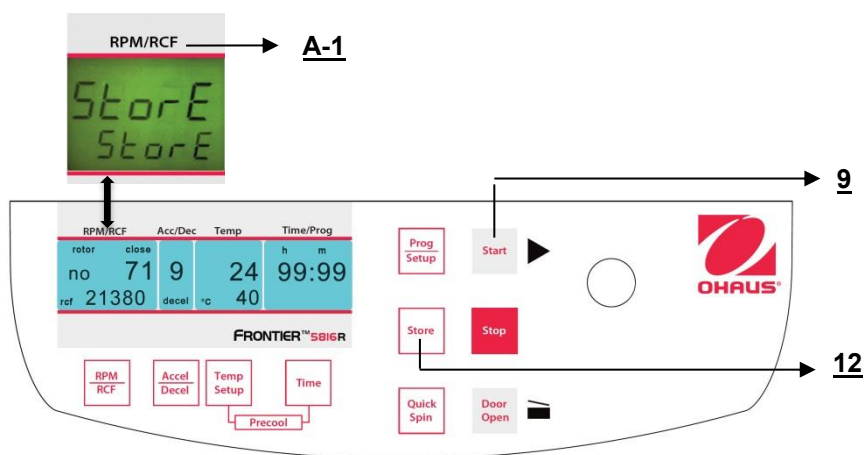 RPM/RCF
A-1
StorE
StorE
9
RPM/RCF Acc/Dec Temp Time/Prog
rotor close h m
no 71 9 24 99:99
rcf 21380 decel °C 40
FRONTIER™5816R
Prog
Setup
Start
OHAUS®
Store
Stop
12
RPM
RCF
Accel
Decel
Temp
Setup
Time
Precool
Quick
Spin
Door
Open